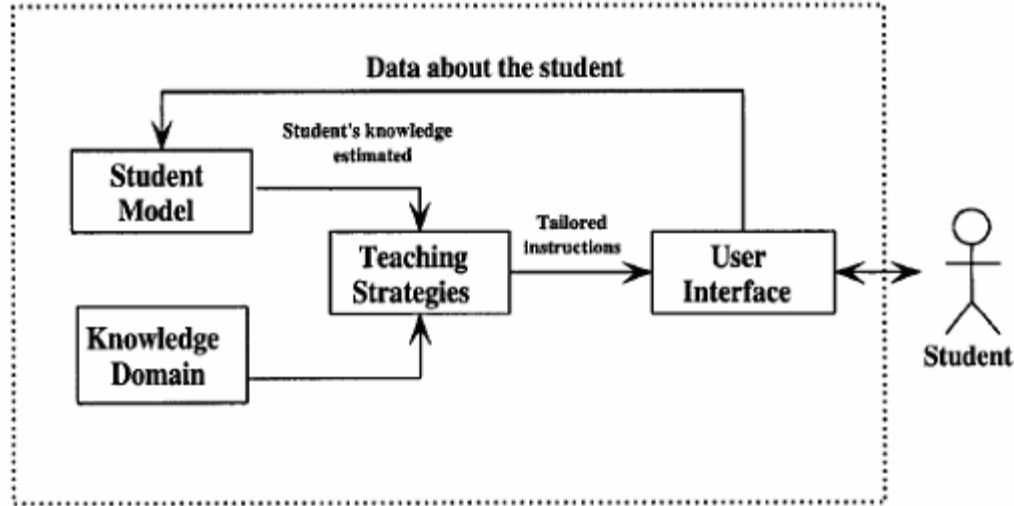 Data about the student
Student's knowledge
estimated
Student
Model
Tailored
instructions
Teaching
Strategies
User
Interface
Knowledge
Domain
Student